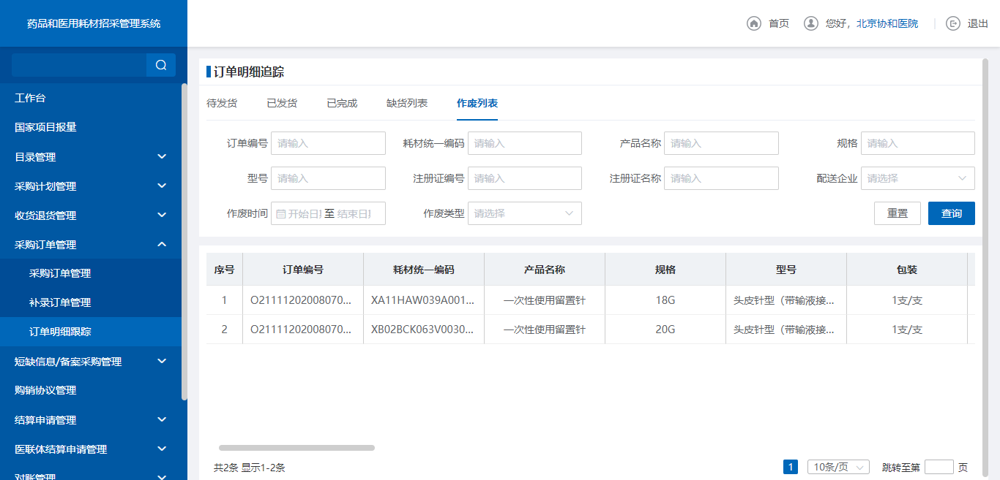 药品和医用耗材招采管理系统
首页 您好，北京协和医院 退出
工作台
国家项目报量
目录管理
采购计划管理
收货退货管理
采购订单管理
采购订单管理
补录订单管理
订单明细跟踪
短缺信息/备案采购管理
购销协议管理
结算申请管理
医联体结算申请管理
对账管理
订单明细追踪
待发货 已发货 已完成 缺货列表 作废列表
订单编号 请输入 耗材统一编码 请输入 产品名称 请输入 规格 请输入
型号 请输入 注册证编号 请输入 注册证名称 请输入 配送企业 请选择
作废时间 开始日 至 结束日 作废类型 请选择 重置 查询
序号 订单编号 耗材统一编码 产品名称 规格 型号 包装
1 O21111202008070... XA11HAW039A001... 一次性使用留置针 18G 头皮针型（带输液接... 1支/支
2 O21111202008070... XB02BCK063V0030... 一次性使用留置针 20G 头皮针型（带输液接... 1支/支
共2条 显示1-2条 1 10条/页 跳转至第 页